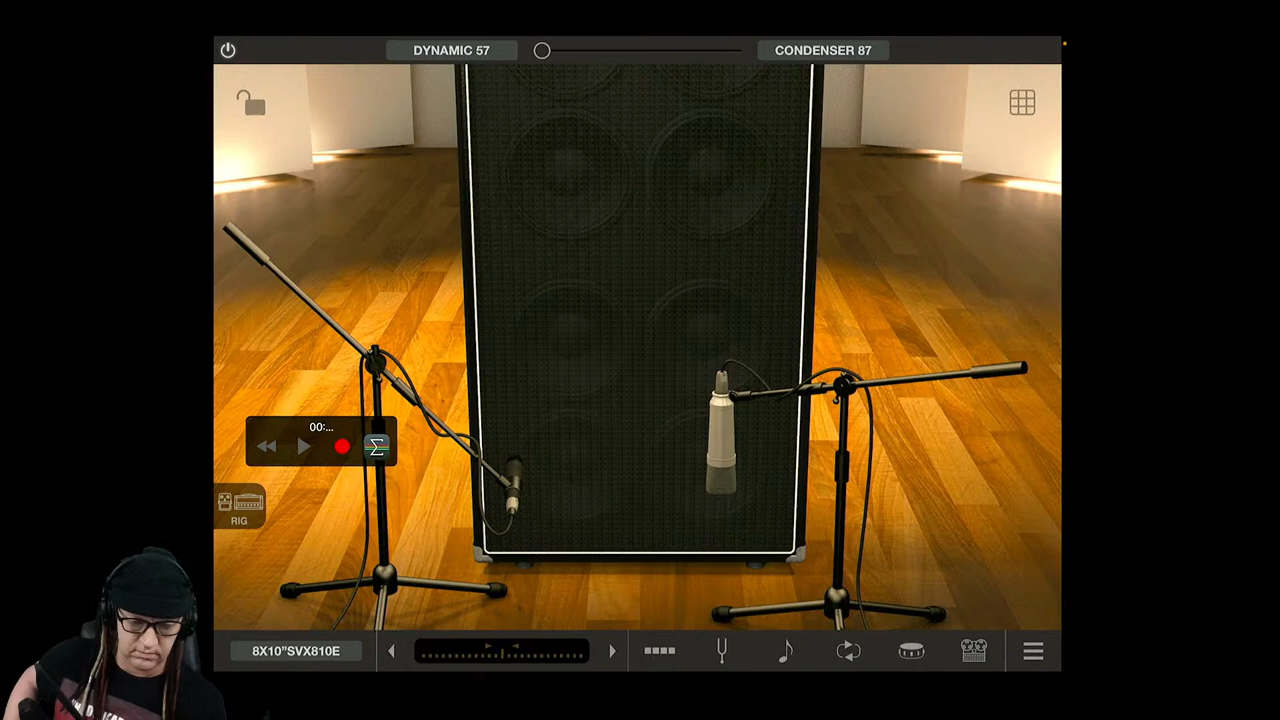 DYNAMIC 57
CONDENSER 87
00:...
RIG
8X10”SVX810E